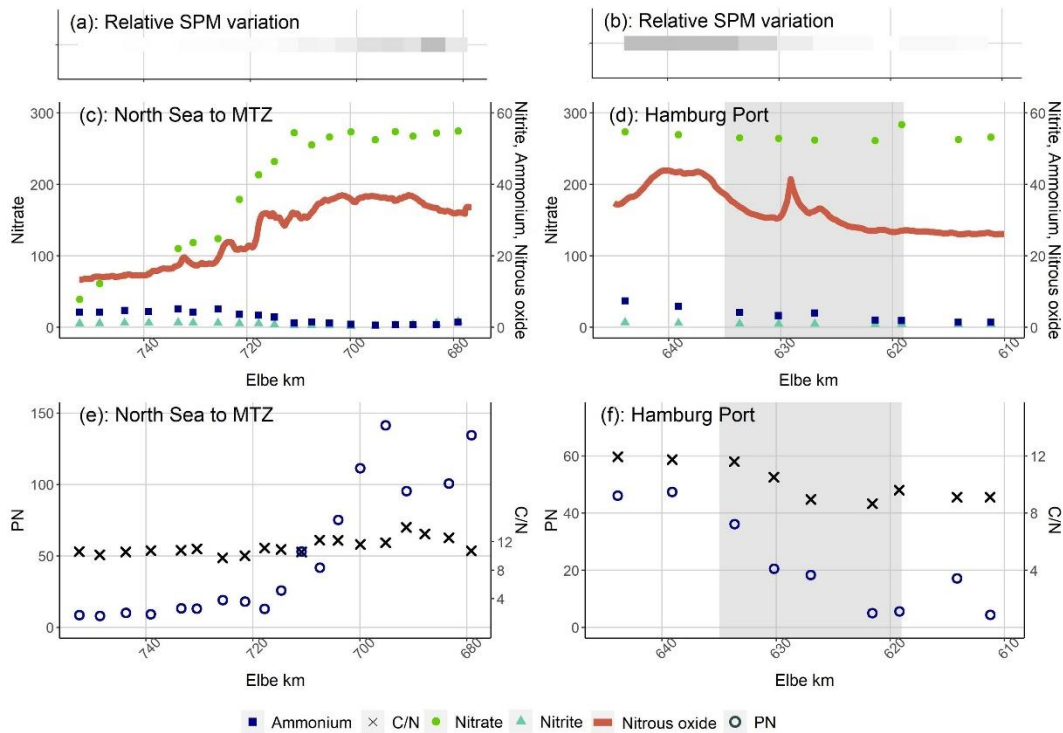 (a): Relative SPM variation
(b): Relative SPM variation
(c): North Sea to MTZ
300
200
100
0
Nitrate
60
40
20
0
Nitrite, Ammonium, Nitrous oxide
740
720
700
680
Elbe km
(d): Hamburg Port
300
200
100
0
Nitrate
60
40
20
0
Nitrite, Ammonium, Nitrous oxide
640
630
620
610
Elbe km
(e): North Sea to MTZ
150
100
50
0
PN
12
8
4
C/N
740
720
700
680
Elbe km
(f): Hamburg Port
60
40
20
0
PN
12
8
4
C/N
640
630
620
610
Elbe km
Ammonium C/N Nitrate Nitrite Nitrous oxide PN